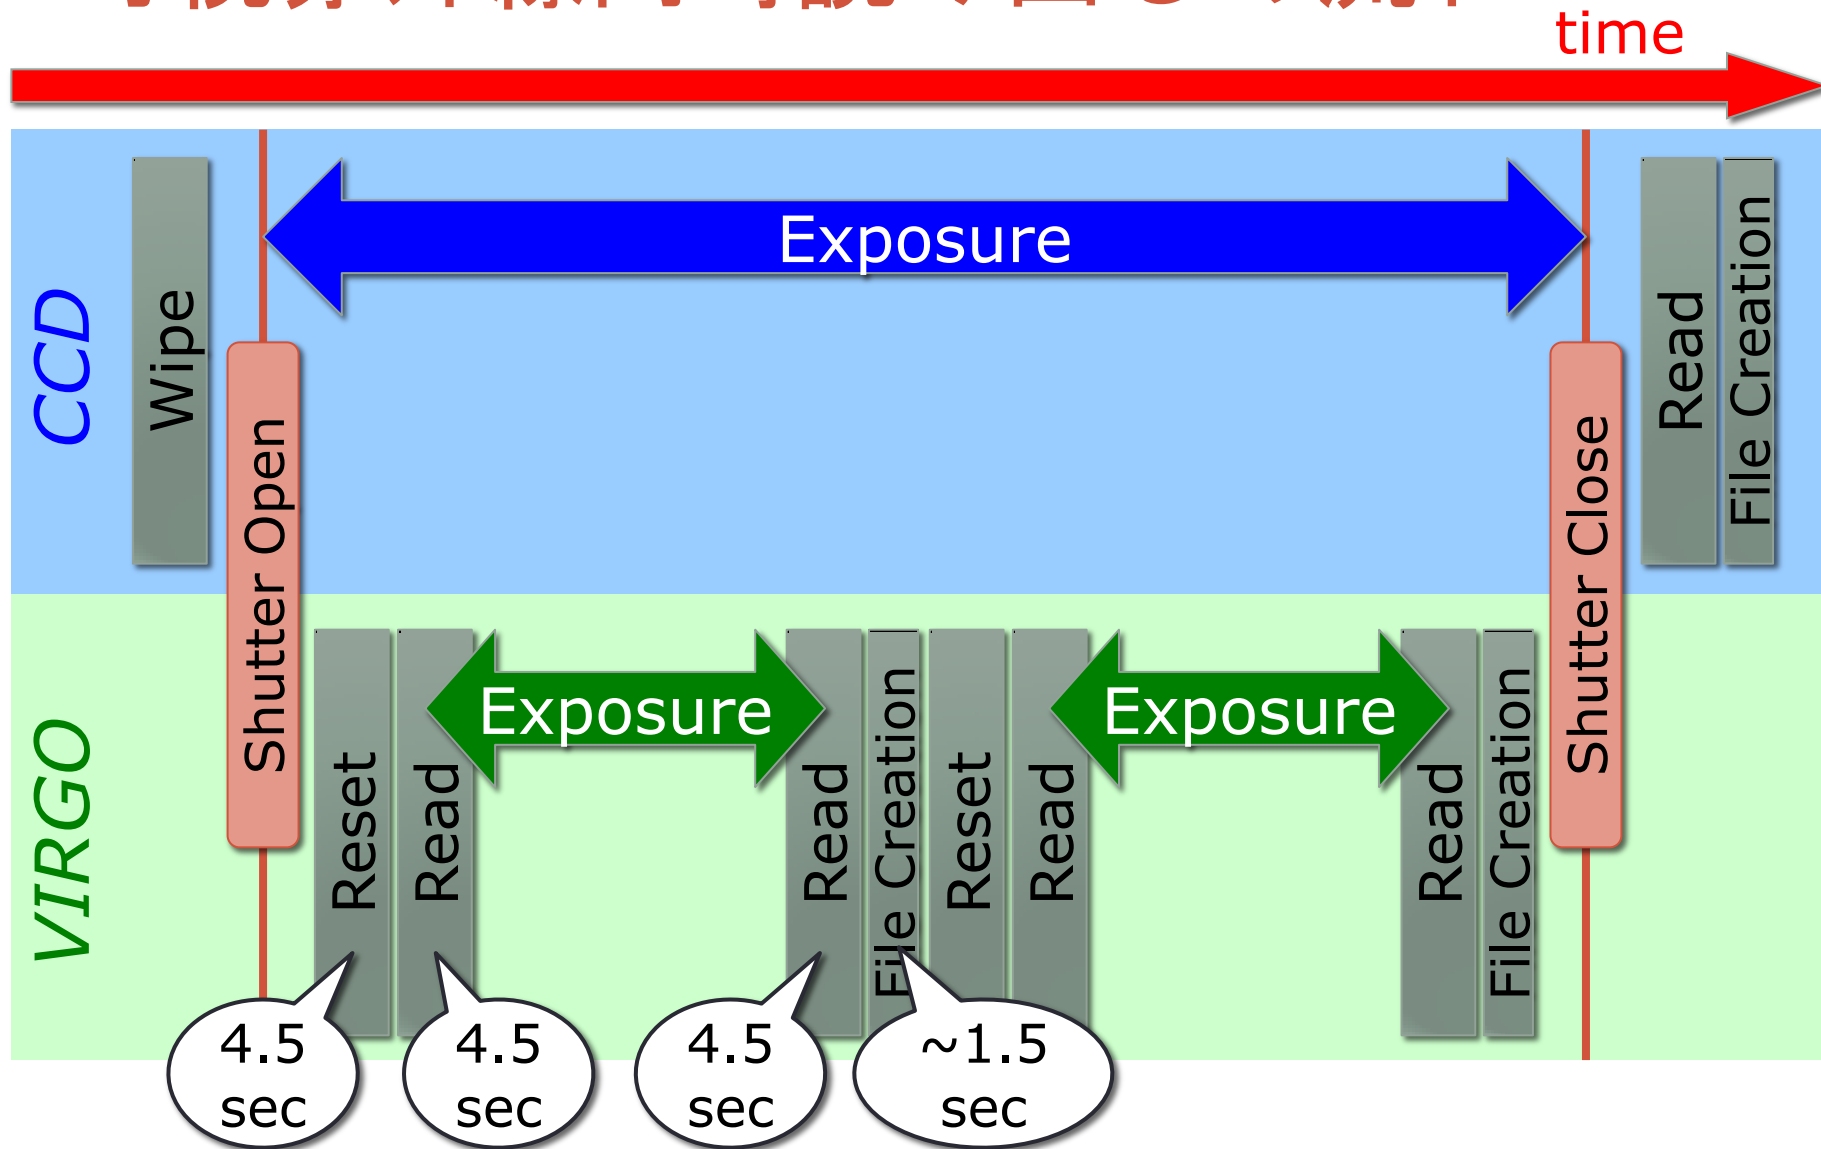 time
CCD
Wipe
Shutter Open
Exposure
Shutter Close
Read
File Creation
VIRGO
Reset
Read
Exposure
Read
File Creation
Reset
Read
Exposure
Read
File Creation
4.5
sec
4.5
sec
4.5
sec
~1.5
sec